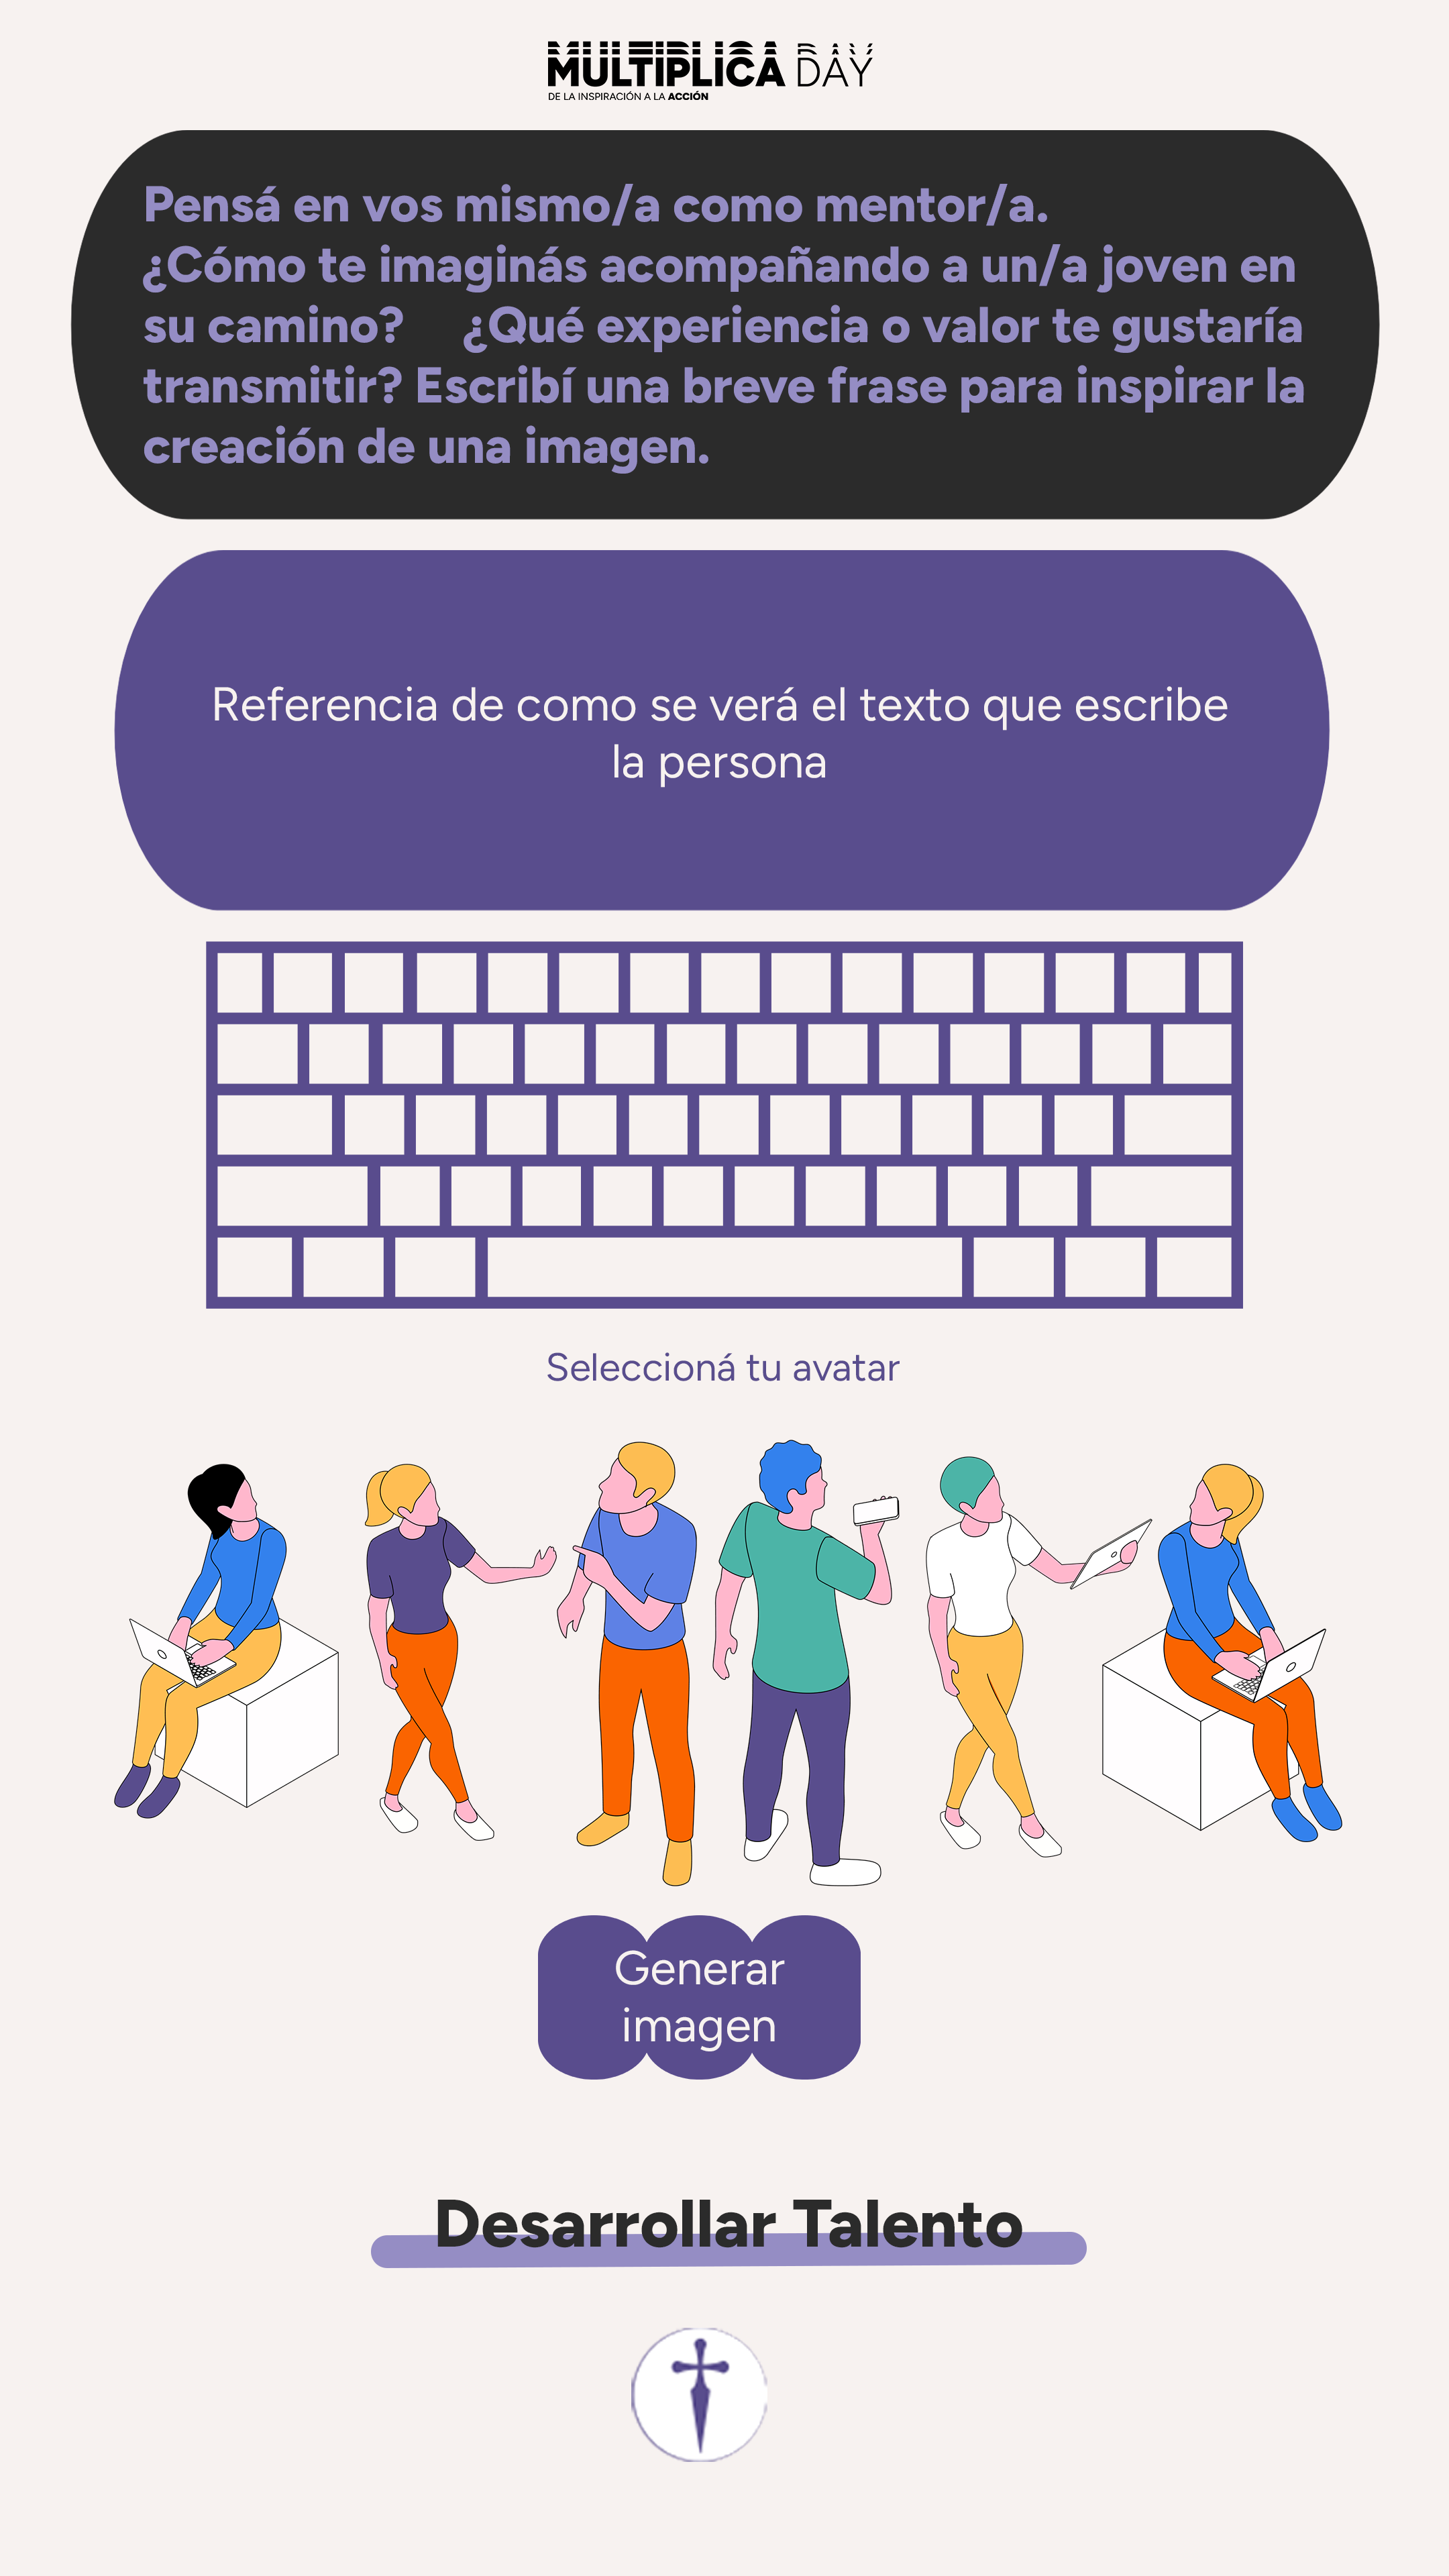 MULTIPLICA DAY
DE LA INSPIRACIÓN A LA ACCIÓN
Pensá en vos mismo/a como mentor/a.
¿Cómo te imaginás acompañando a un/a joven en
su camino? ¿Qué experiencia o valor te gustaría
transmitir? Escribí una breve frase para inspirar la
creación de una imagen.
Referencia de como se verá el texto que escribe
la persona
Seleccioná tu avatar
Generar
imagen
Desarrollar Talento